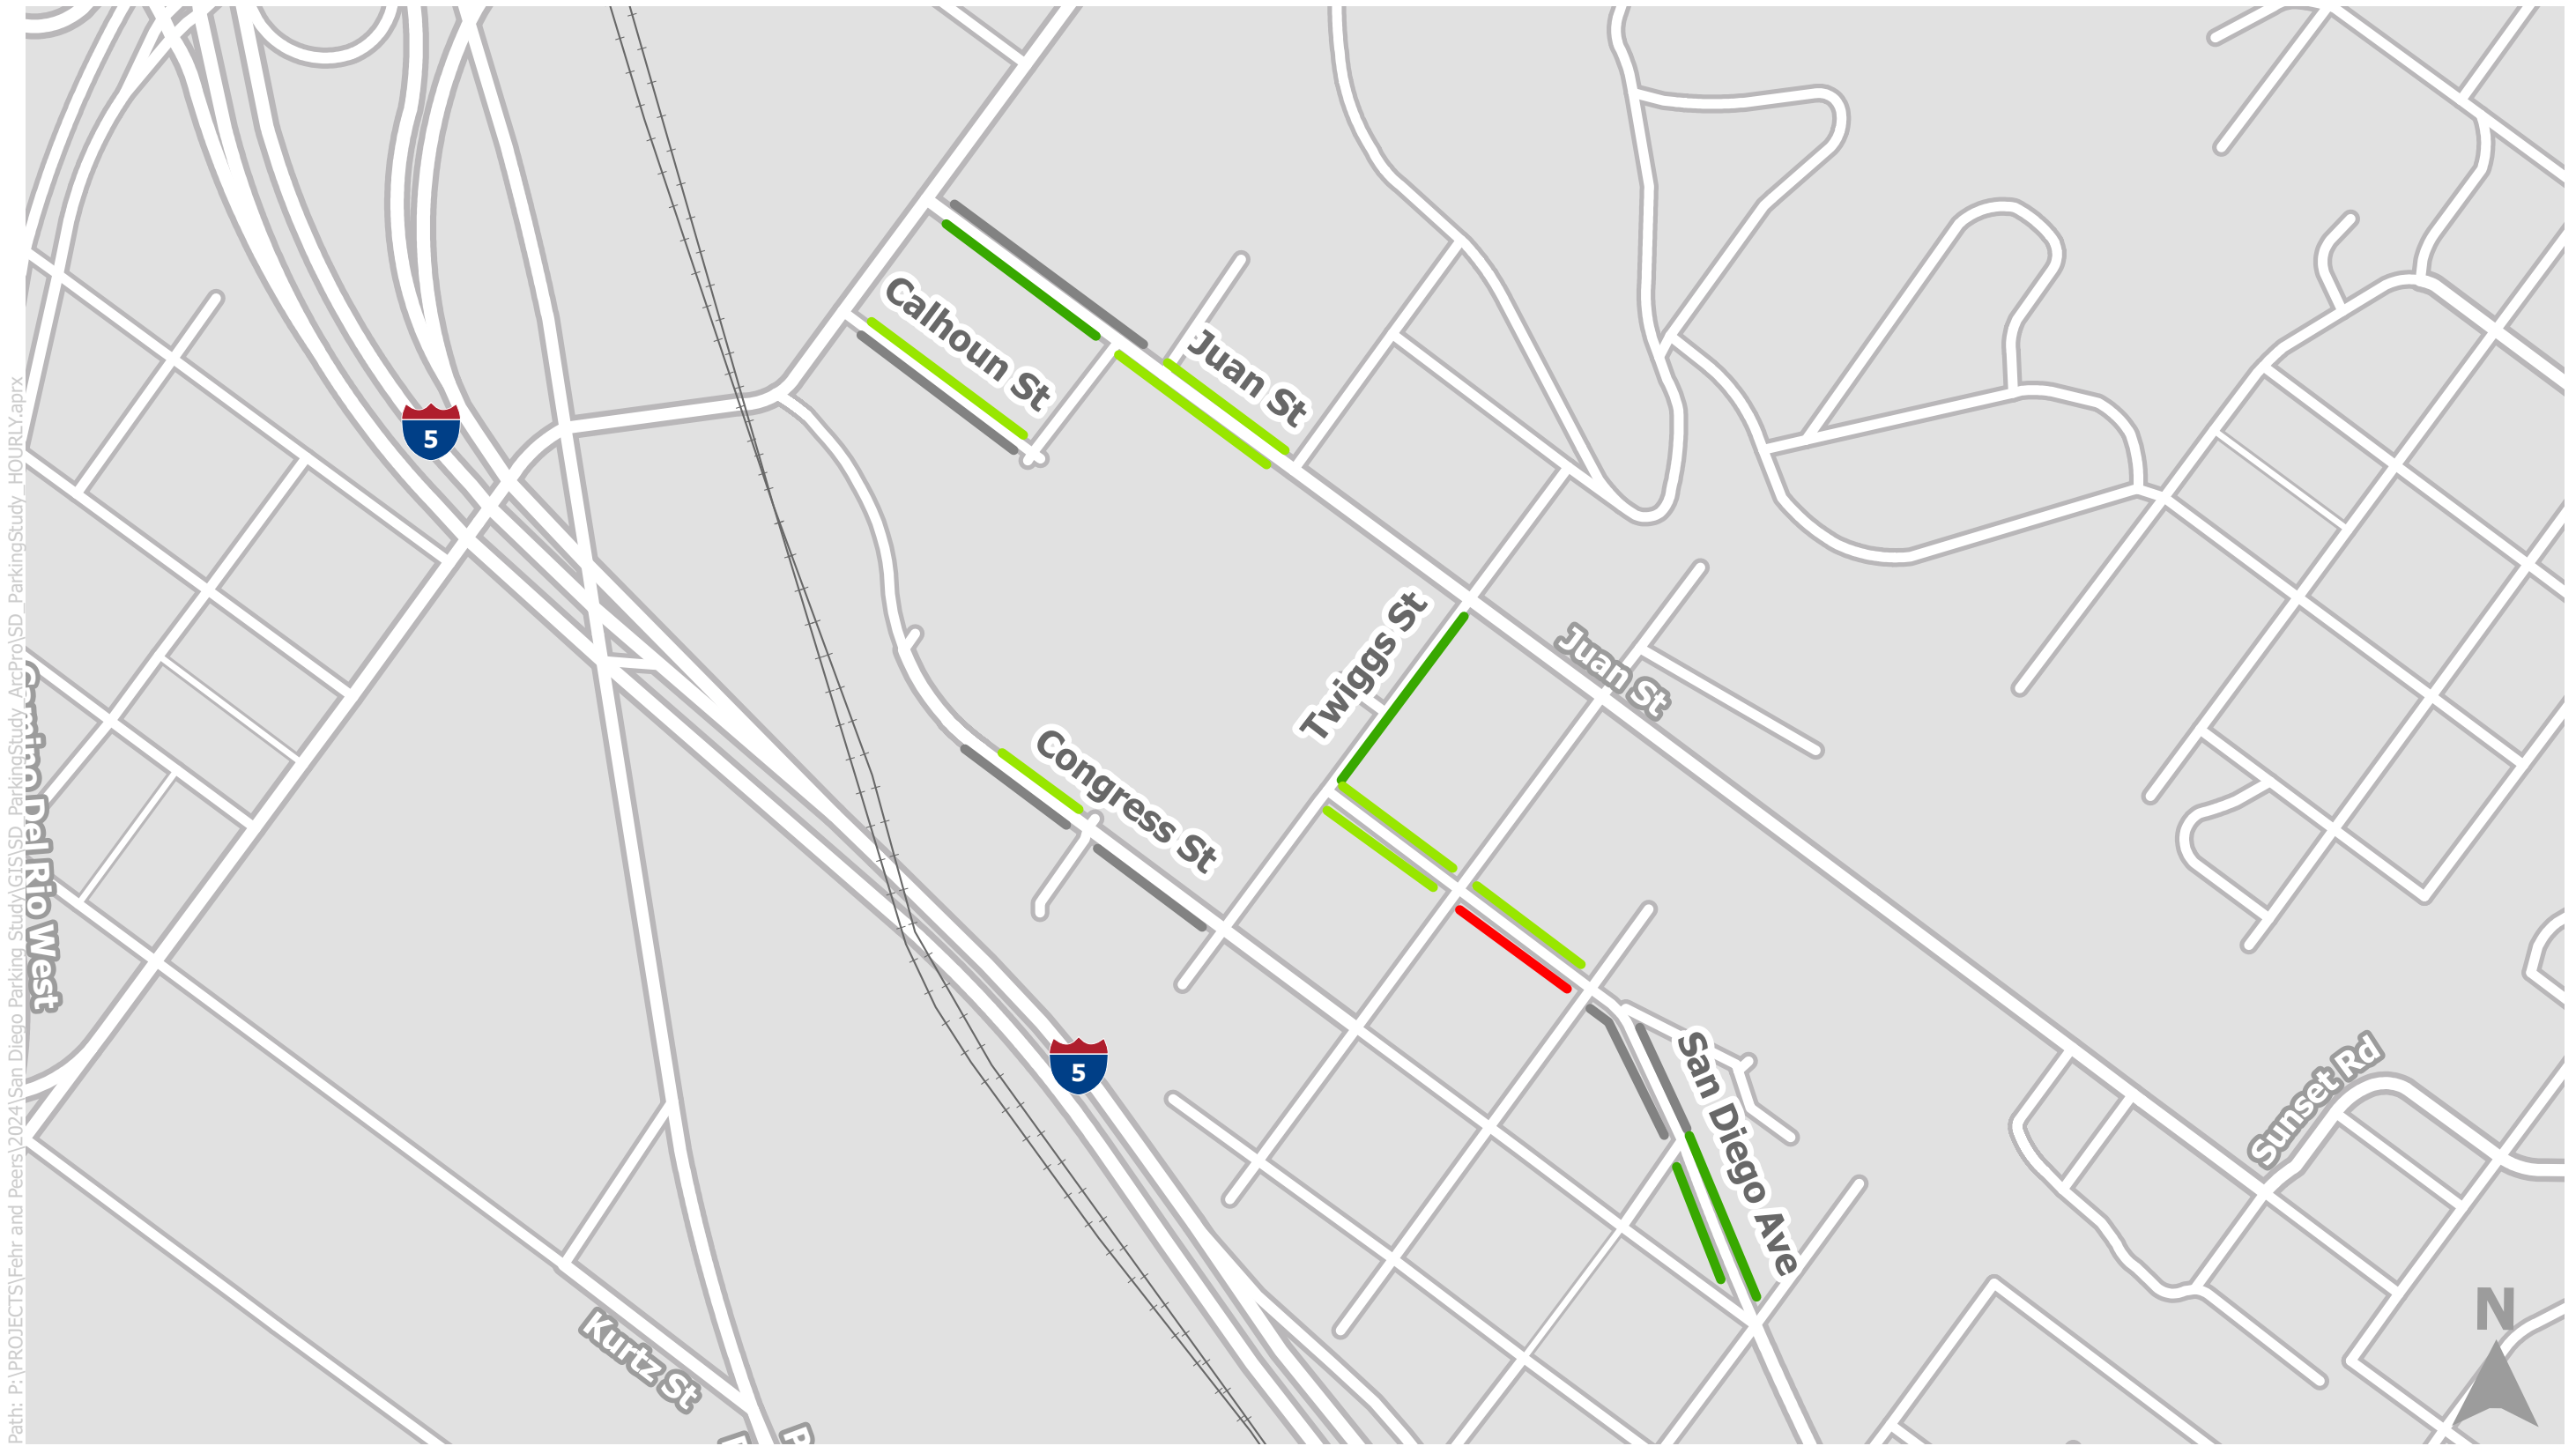 Calhoun St
Juan St
5
Twiggs St
Juan St
Congress St
5
San Diego Ave
Sunset Rd
Camino Del Rio West
Kurtz St
N
Path: P:\PROJECTS\Fehr and Peers\2024\San Diego Parking Study\GIS\SD_ParkingStudy_ArcPro\SD_ParkingStudy_HOURLY.aprx